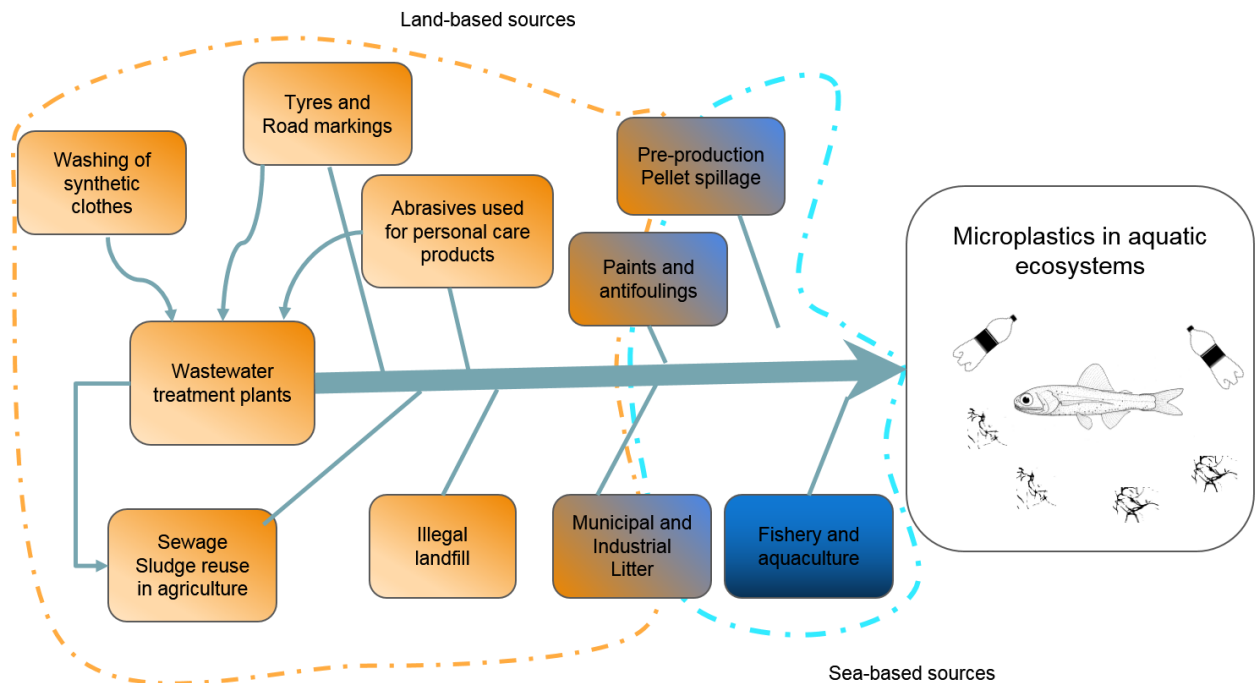 Land-based sources
Tyres and
Road markings
Washing of
synthetic
clothes
Pre-production
Pellet spillage
Abrasives used
for personal care
products
Paints and
antifoulings
Microplastics in aquatic
ecosystems
Wastewater
treatment plants
Sewage
Sludge reuse
in agriculture
Illegal
landfill
Municipal and
Industrial
Litter
Fishery and
aquaculture
Sea-based sources